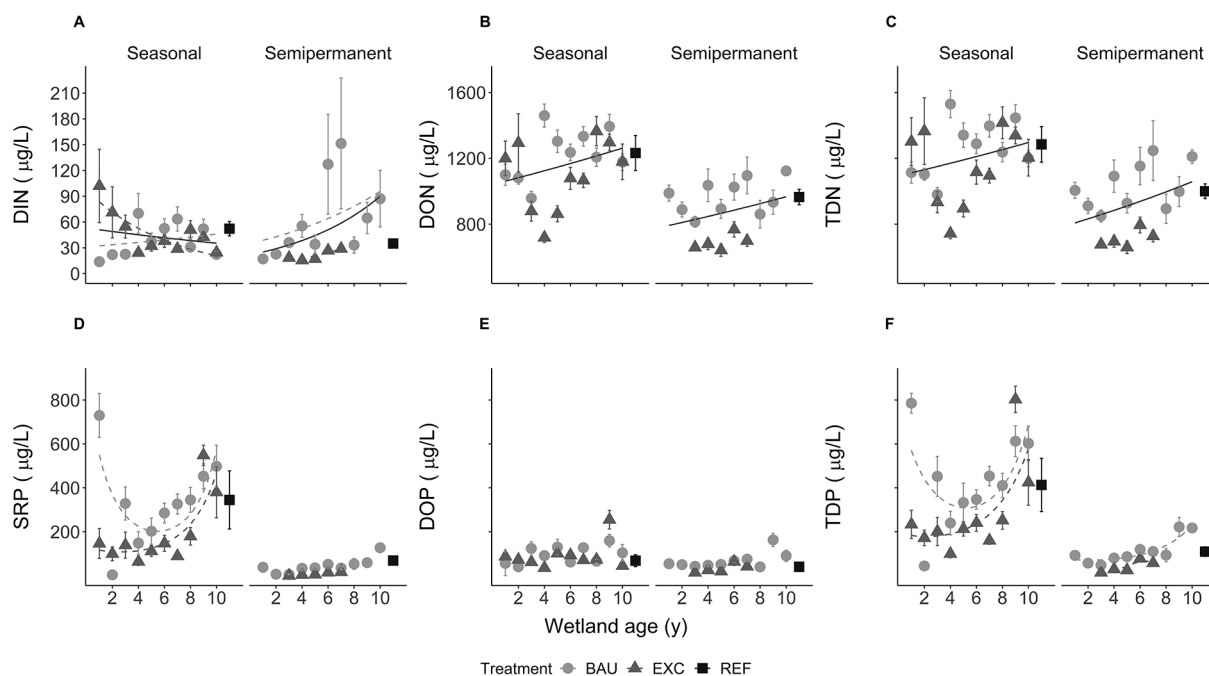 A B C
Seasonal Semipermanent Seasonal Semipermanent Seasonal Semipermanent
DIN ( μg/L)
210
180
150
120
90
60
30
0
DON ( μg/L)
1600
1200
800
TDN ( μg/L)
D E F
SRP ( μg/L)
800
600
400
200
DOP ( μg/L)
TDP ( μg/L)
2 4 6 8 10 2 4 6 8 10 2 4 6 8 10 2 4 6 8 10 2 4 6 8 10 2 4 6 8 10
Wetland age (y)
Treatment BAU EXC REF